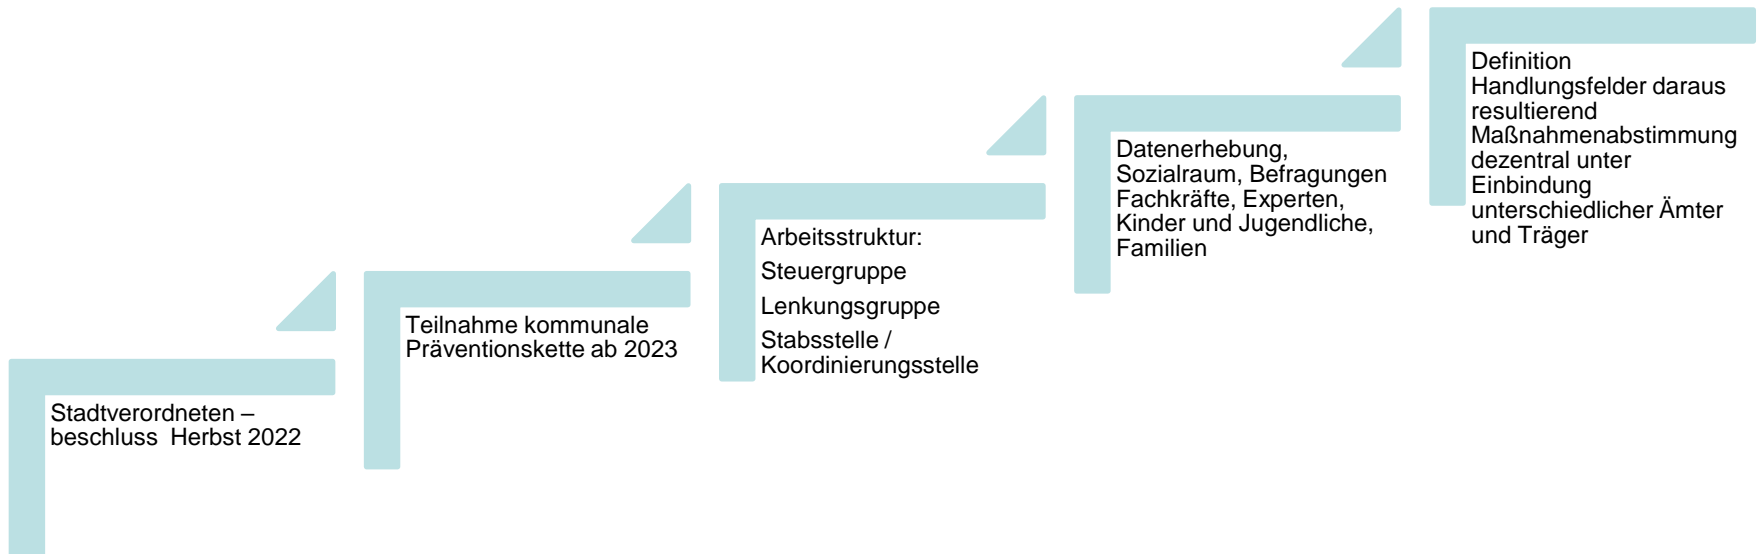 Stadtverordneten –
beschluss  Herbst 2022
Teilnahme kommunale
Präventionskette ab 2023
Arbeitsstruktur:
Steuergruppe
Lenkungsgruppe
Stabsstelle /
Koordinierungsstelle
Datenerhebung,
Sozialraum, Befragungen
Fachkräfte, Experten,
Kinder und Jugendliche,
Familien
Definition
Handlungsfelder daraus
resultierend
Maßnahmenabstimmung
dezentral unter
Einbindung
unterschiedlicher Ämter
und Träger